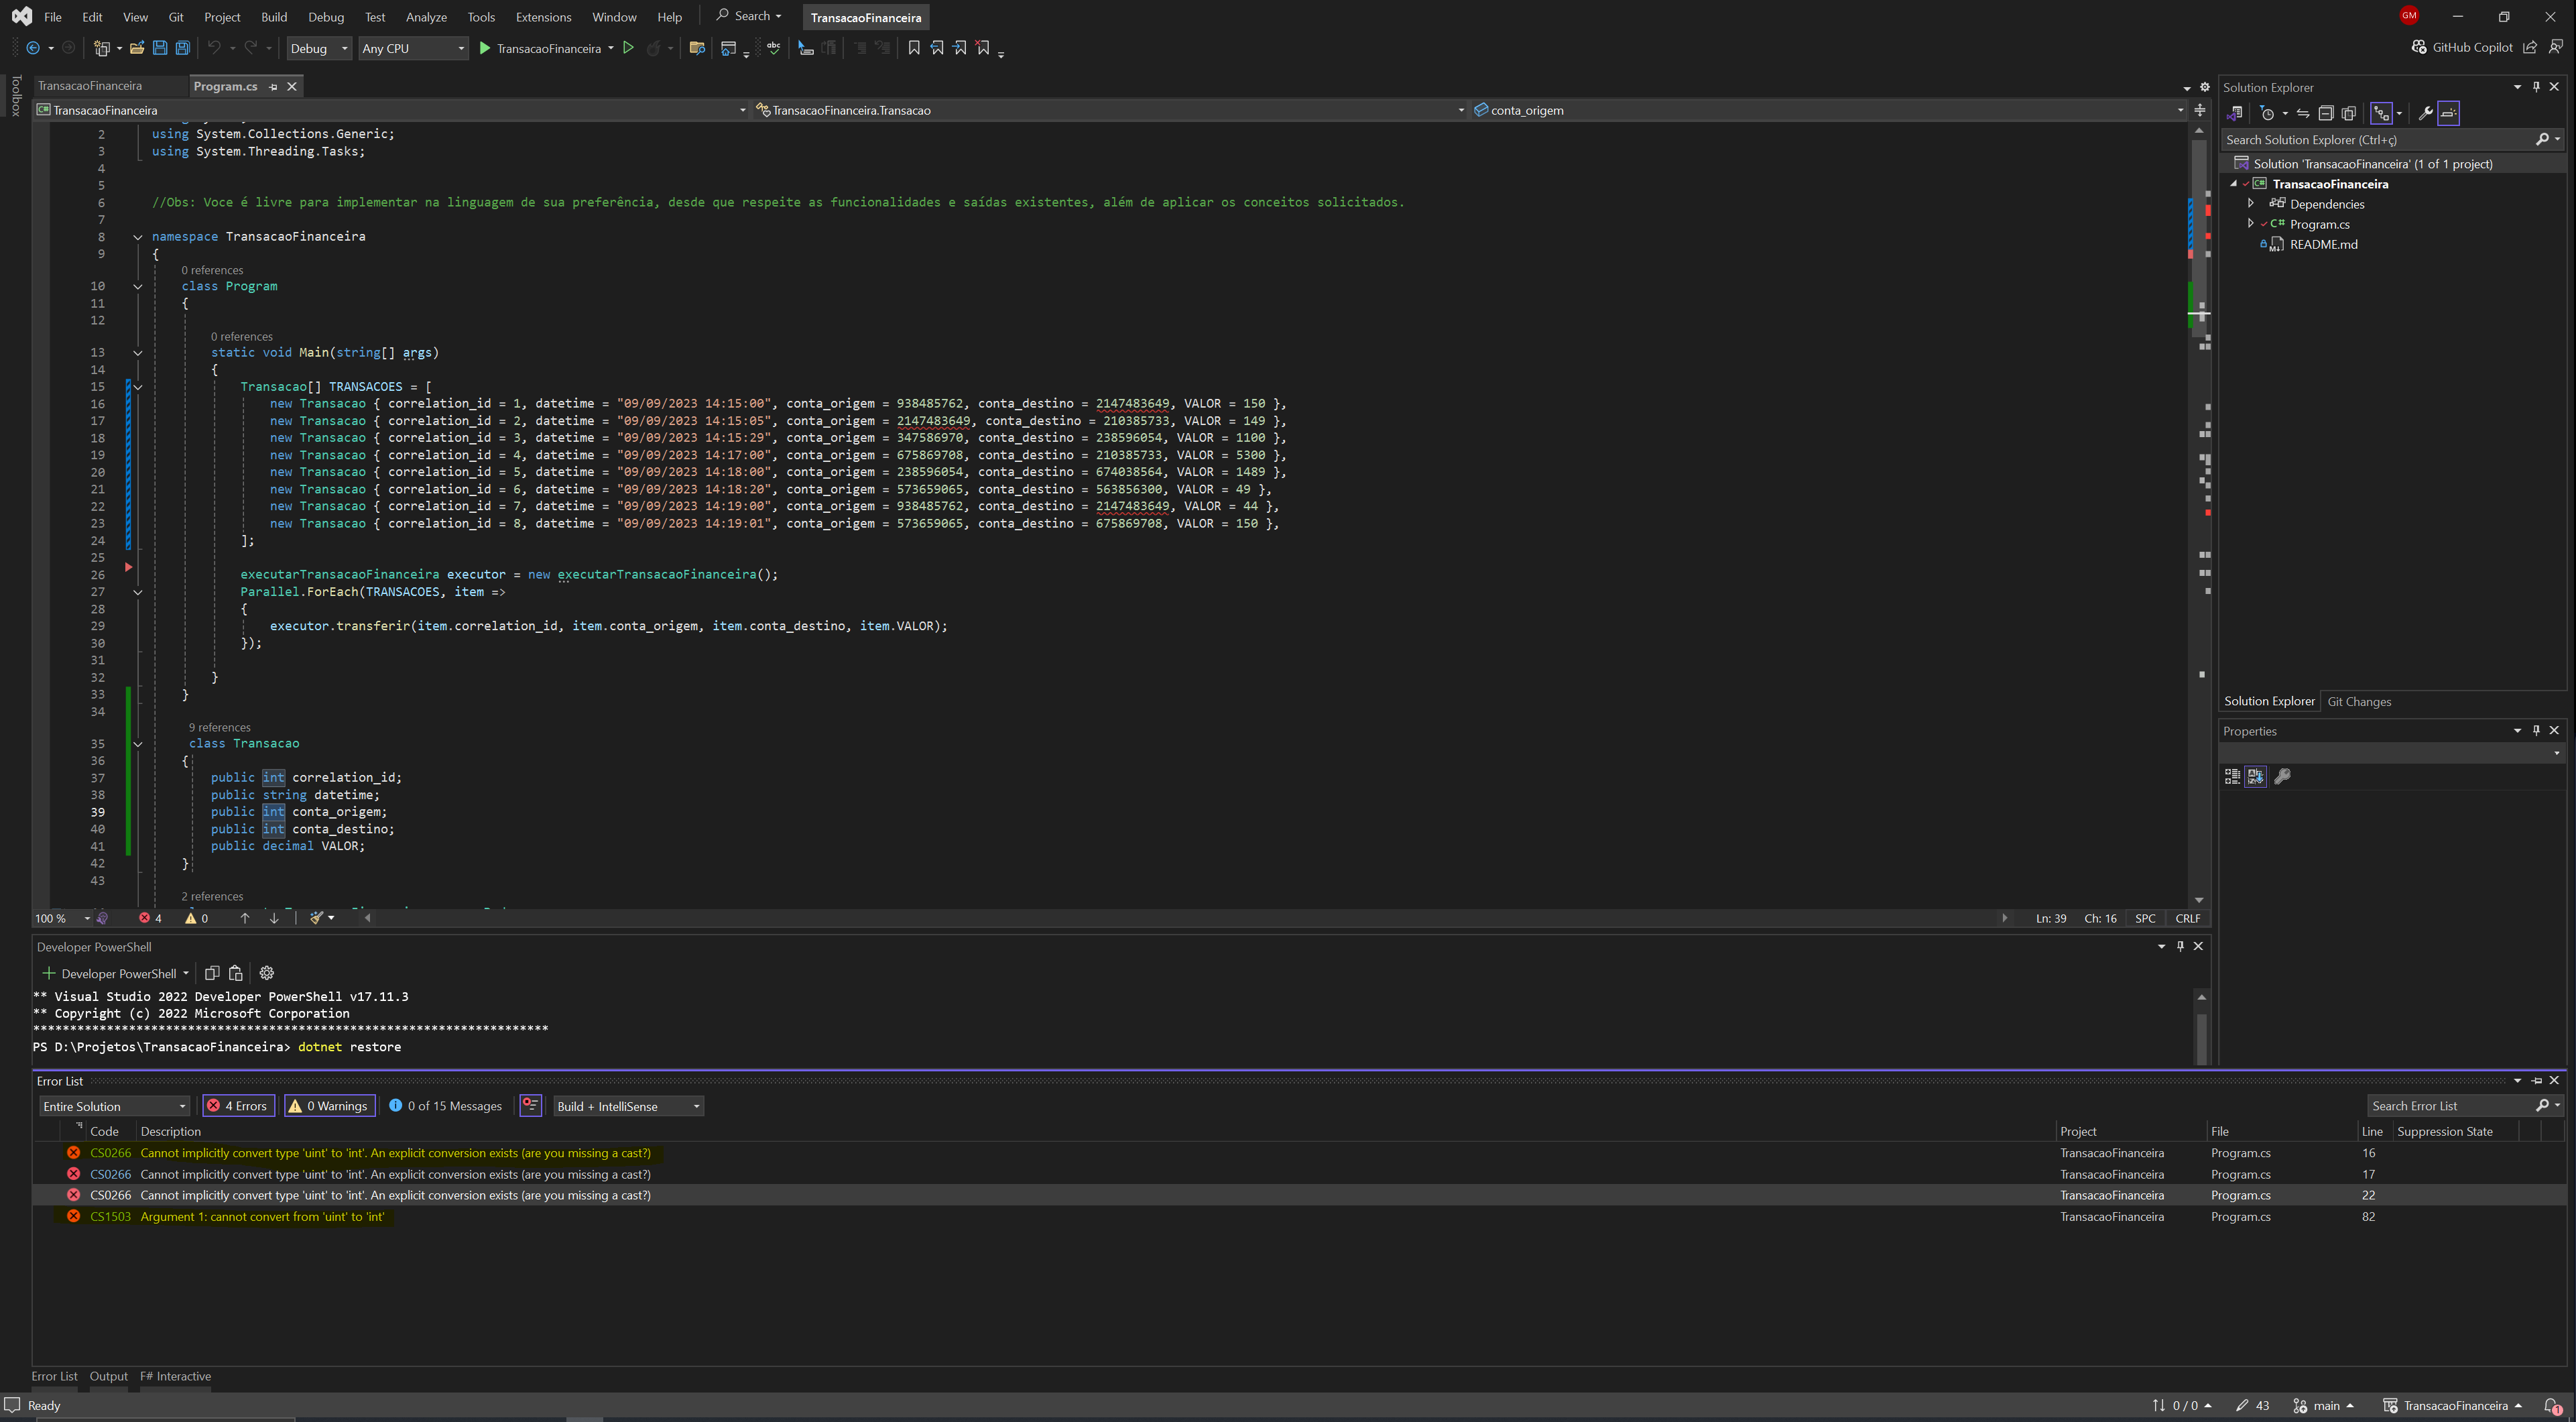 File Edit View Git Project Build Debug Test Analyze Tools Extensions Window Help Search TransacaoFinanceira GM
Debug Any CPU TransacaoFinanceira GitHub Copilot
Toolbox
TransacaoFinanceira Program.cs
TransacaoFinanceira TransacaoFinanceira.Transacao conta_origem
2 using System.Collections.Generic;
3 using System.Threading.Tasks;
4
5
6 //Obs: Voce é livre para implementar na linguagem de sua preferência, desde que respeite as funcionalidades e saídas existentes, além de aplicar os conceitos solicitados.
7
8 namespace TransacaoFinanceira
9 {
0 references
10 class Program
11 {
12
0 references
13 static void Main(string[] args)
14 {
15 Transacao[] TRANSACOES = [
16 new Transacao { correlation_id = 1, datetime = "09/09/2023 14:15:00", conta_origem = 938485762, conta_destino = 2147483649, VALOR = 150 },
17 new Transacao { correlation_id = 2, datetime = "09/09/2023 14:15:05", conta_origem = 2147483649, conta_destino = 210385733, VALOR = 149 },
18 new Transacao { correlation_id = 3, datetime = "09/09/2023 14:15:29", conta_origem = 347586970, conta_destino = 238596054, VALOR = 1100 },
19 new Transacao { correlation_id = 4, datetime = "09/09/2023 14:17:00", conta_origem = 675869708, conta_destino = 210385733, VALOR = 5300 },
20 new Transacao { correlation_id = 5, datetime = "09/09/2023 14:18:00", conta_origem = 238596054, conta_destino = 674038564, VALOR = 1489 },
21 new Transacao { correlation_id = 6, datetime = "09/09/2023 14:18:20", conta_origem = 573659065, conta_destino = 563856300, VALOR = 49 },
22 new Transacao { correlation_id = 7, datetime = "09/09/2023 14:19:00", conta_origem = 938485762, conta_destino = 2147483649, VALOR = 44 },
23 new Transacao { correlation_id = 8, datetime = "09/09/2023 14:19:01", conta_origem = 573659065, conta_destino = 675869708, VALOR = 150 },
24 ];
25
26 executarTransacaoFinanceira executor = new executarTransacaoFinanceira();
27 Parallel.ForEach(TRANSACOES, item =>
28 {
29 executor.transferir(item.correlation_id, item.conta_origem, item.conta_destino, item.VALOR);
30 });
31
32 }
33 }
34
9 references
35 class Transacao
36 {
37 public int correlation_id;
38 public string datetime;
39 public int conta_origem;
40 public int conta_destino;
41 public decimal VALOR;
42 }
43
2 references
100 % 4 0 Ln: 39 Ch: 16 SPC CRLF
Developer PowerShell
Developer PowerShell
** Visual Studio 2022 Developer PowerShell v17.11.3
** Copyright (c) 2022 Microsoft Corporation
**********************************************************************
PS D:\Projetos\TransacaoFinanceira> dotnet restore
Error List
Entire Solution 4 Errors 0 Warnings 0 of 15 Messages Build + IntelliSense Search Error List
Code Description Project File Line Suppression State
CS0266 Cannot implicitly convert type 'uint' to 'int'. An explicit conversion exists (are you missing a cast?) TransacaoFinanceira Program.cs 16
CS0266 Cannot implicitly convert type 'uint' to 'int'. An explicit conversion exists (are you missing a cast?) TransacaoFinanceira Program.cs 17
CS0266 Cannot implicitly convert type 'uint' to 'int'. An explicit conversion exists (are you missing a cast?) TransacaoFinanceira Program.cs 22
CS1503 Argument 1: cannot convert from 'uint' to 'int' TransacaoFinanceira Program.cs 82
Error List Output F# Interactive
Solution Explorer
Search Solution Explorer (Ctrl+ç)
Solution 'TransacaoFinanceira' (1 of 1 project)
TransacaoFinanceira
Dependencies
C# Program.cs
README.md
Solution Explorer Git Changes
Properties
Ready 0 / 0 43 main TransacaoFinanceira 1